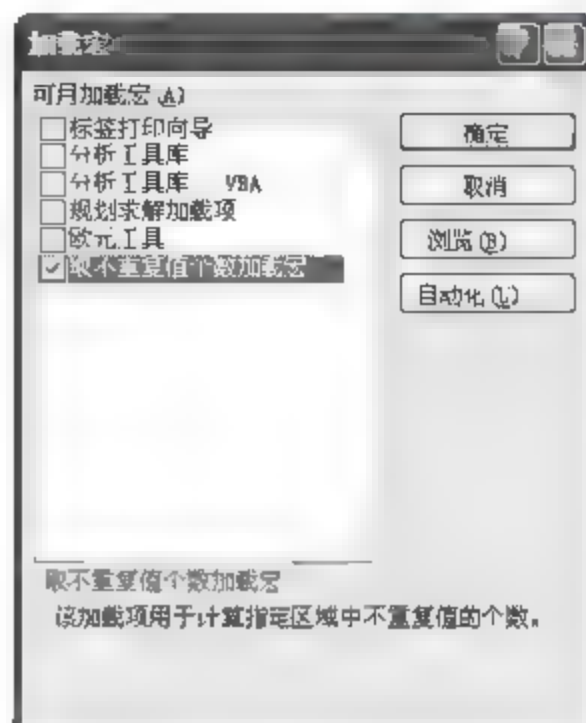 加载宏
可用加载宏(A)
标签打印向导
分析工具库
分析工具库 VBA
规划求解加载项
欧元工具
取不重复值个数加载宏
确定
取消
浏览(B)
自动化(U)
取不重复值个数加载宏
该加载项用于计算指定区域中不重复值的个数。